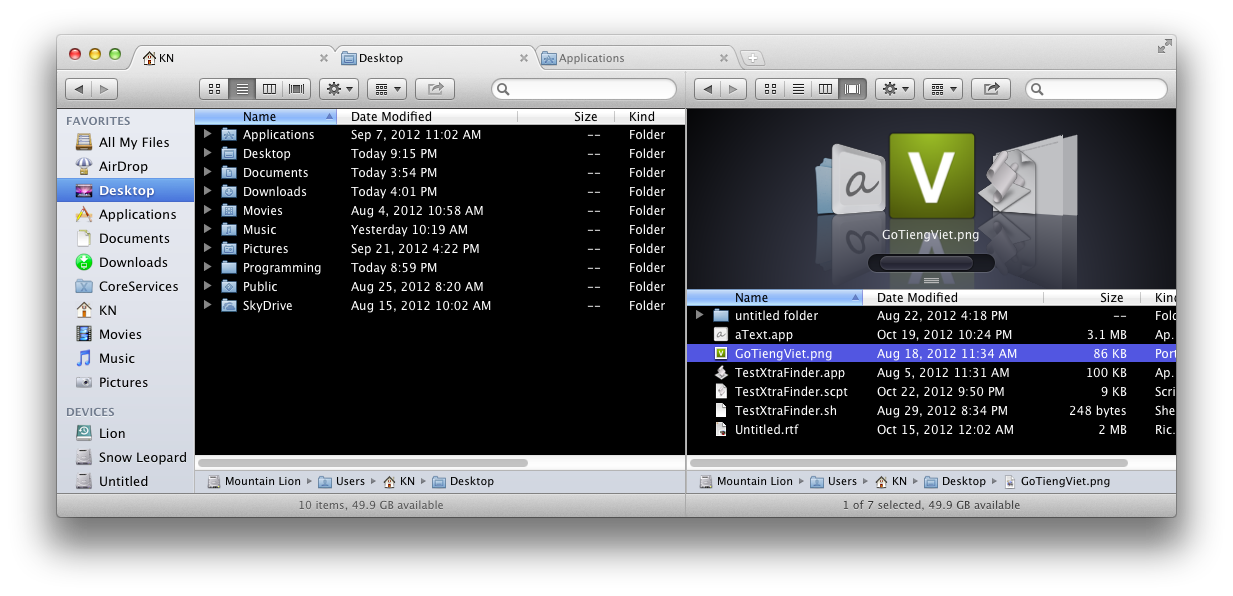 KN
Desktop
Applications
FAVORITES
All My Files
AirDrop
Desktop
Applications
Documents
Downloads
CoreServices
KN
Movies
Music
Pictures
DEVICES
Lion
Snow Leopard
Untitled
Name Date Modified Size Kind
Applications Sep 7, 2012 11:02 AM -- Folder
Desktop Today 9:15 PM -- Folder
Documents Today 3:54 PM -- Folder
Downloads Today 4:01 PM -- Folder
Movies Aug 4, 2012 10:58 AM -- Folder
Music Yesterday 10:19 AM -- Folder
Pictures Sep 21, 2012 4:22 PM -- Folder
Programming Today 8:59 PM -- Folder
Public Aug 25, 2012 8:20 AM -- Folder
SkyDrive Aug 15, 2012 10:02 AM -- Folder
Mountain Lion Users KN Desktop
10 items, 49.9 GB available
a V
GoTiengViet.png
Name Date Modified Size Kind
untitled folder Aug 22, 2012 4:18 PM -- Fold
aText.app Oct 19, 2012 10:24 PM 3.1 MB Ap...
GoTiengViet.png Aug 18, 2012 11:34 AM 86 KB Port
TestXtraFinder.app Aug 5, 2012 11:31 AM 100 KB Ap...
TestXtraFinder.scpt Oct 22, 2012 9:50 PM 9 KB Scri
TestXtraFinder.sh Aug 29, 2012 8:34 PM 248 bytes She
Untitled.rtf Oct 15, 2012 12:02 AM 2 MB Ric...
Mountain Lion Users KN Desktop GoTiengViet.png
1 of 7 selected, 49.9 GB available